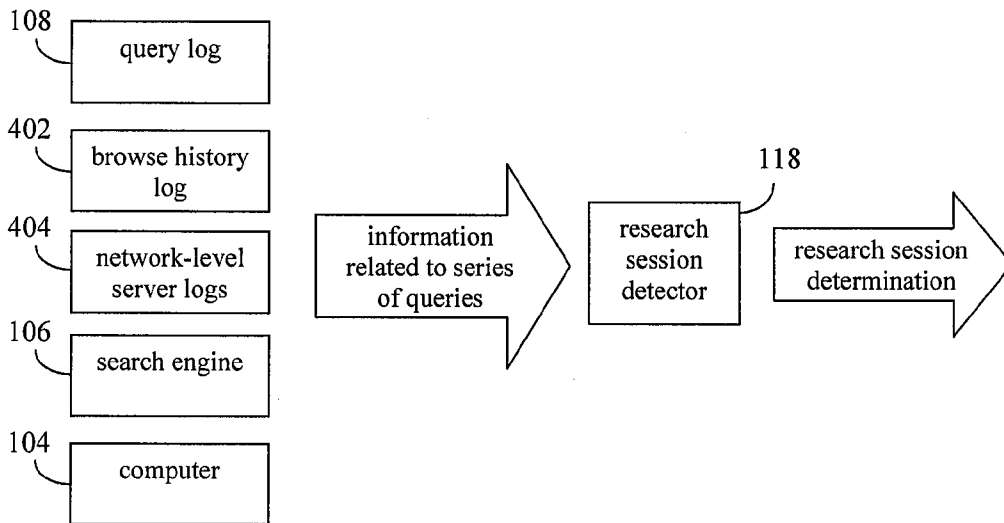 108
query log
402
browse history
log
404
network-level
server logs
106
search engine
104
computer
information
related to series
of queries
118
research
session
detector
research session
determination